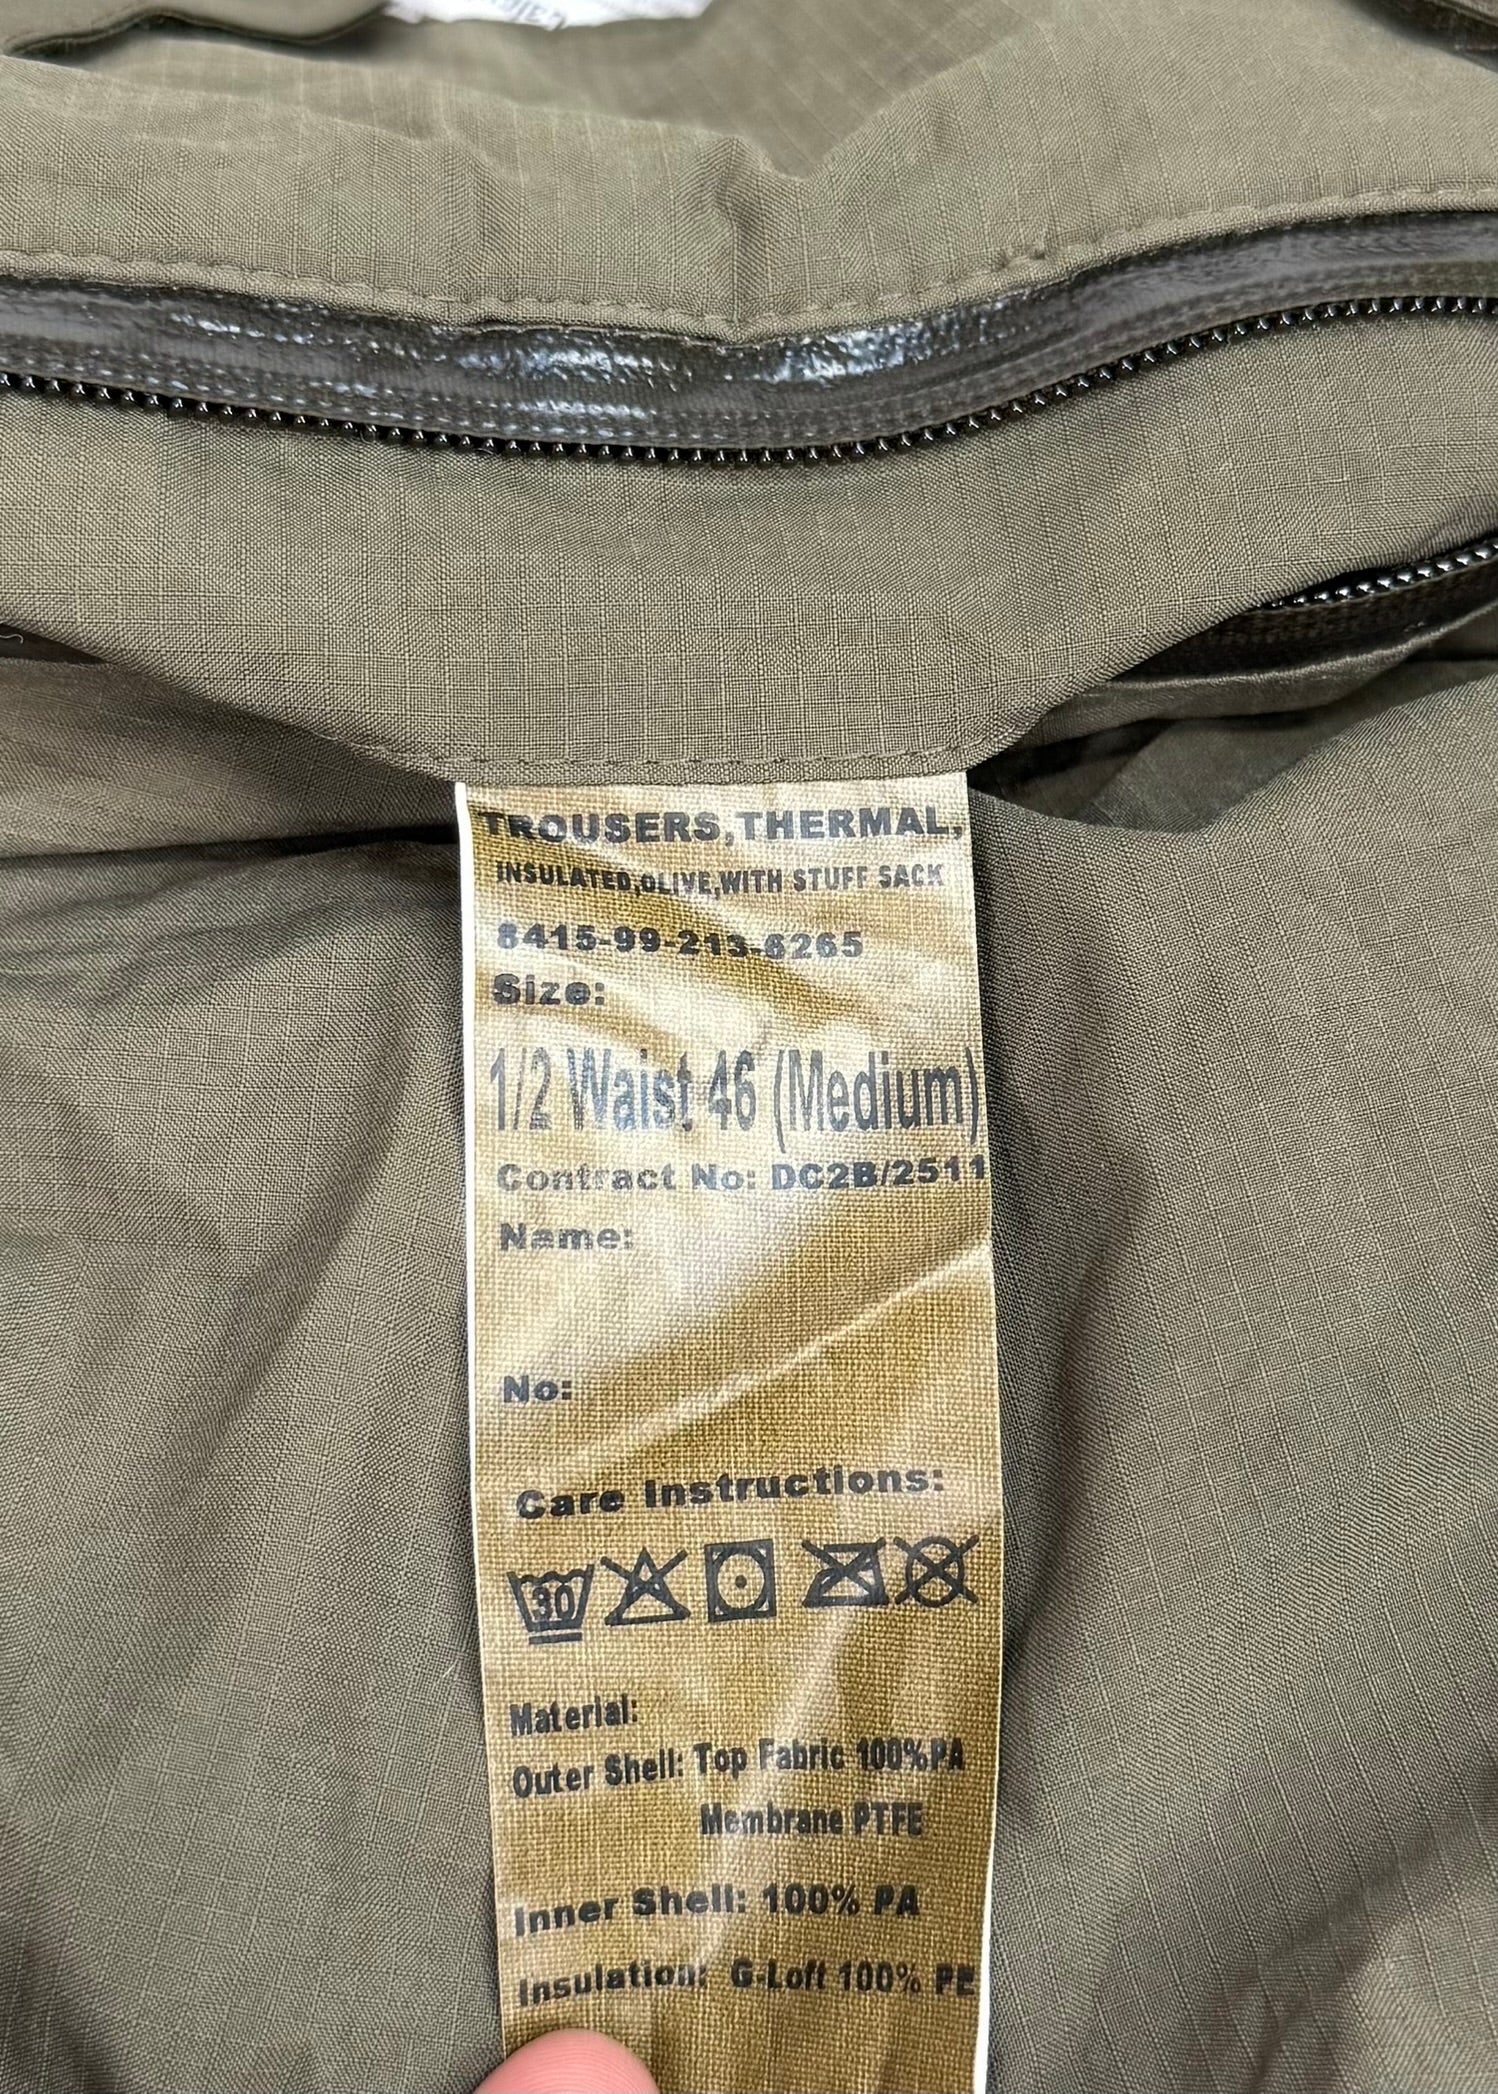 TROUSERS,THERMAL,
INSULATED,OLIVE,WITH STUFF SACK
8415-99-213-6265
Size:
1/2 Waist 46 (Medium)
Contract No: DC2B/2511
Name:
No:
Care Instructions:
30
Material:
Outer Shell: Top Fabric 100%PA
Membrane PTFE
Inner Shell: 100% PA
Insulation: G-Loft 100% PE